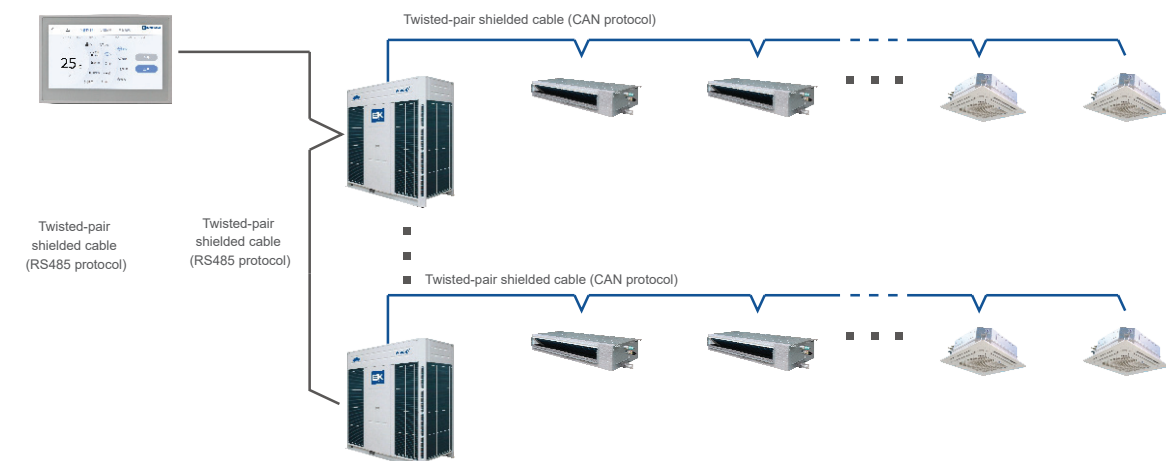 Twisted-pair shielded cable (CAN protocol)
25
Twisted-pair
shielded cable
(RS485 protocol)
Twisted-pair
shielded cable
(RS485 protocol)
Twisted-pair shielded cable (CAN protocol)